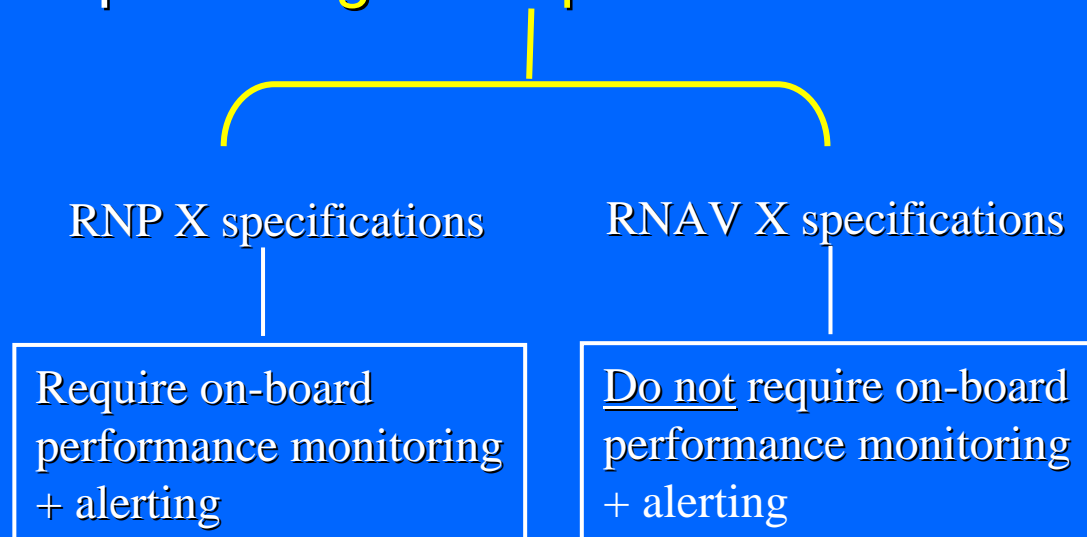 RNP X specifications
RNAV X specifications
Require on-board
performance monitoring
+ alerting
Do not require on-board
performance monitoring
+ alerting